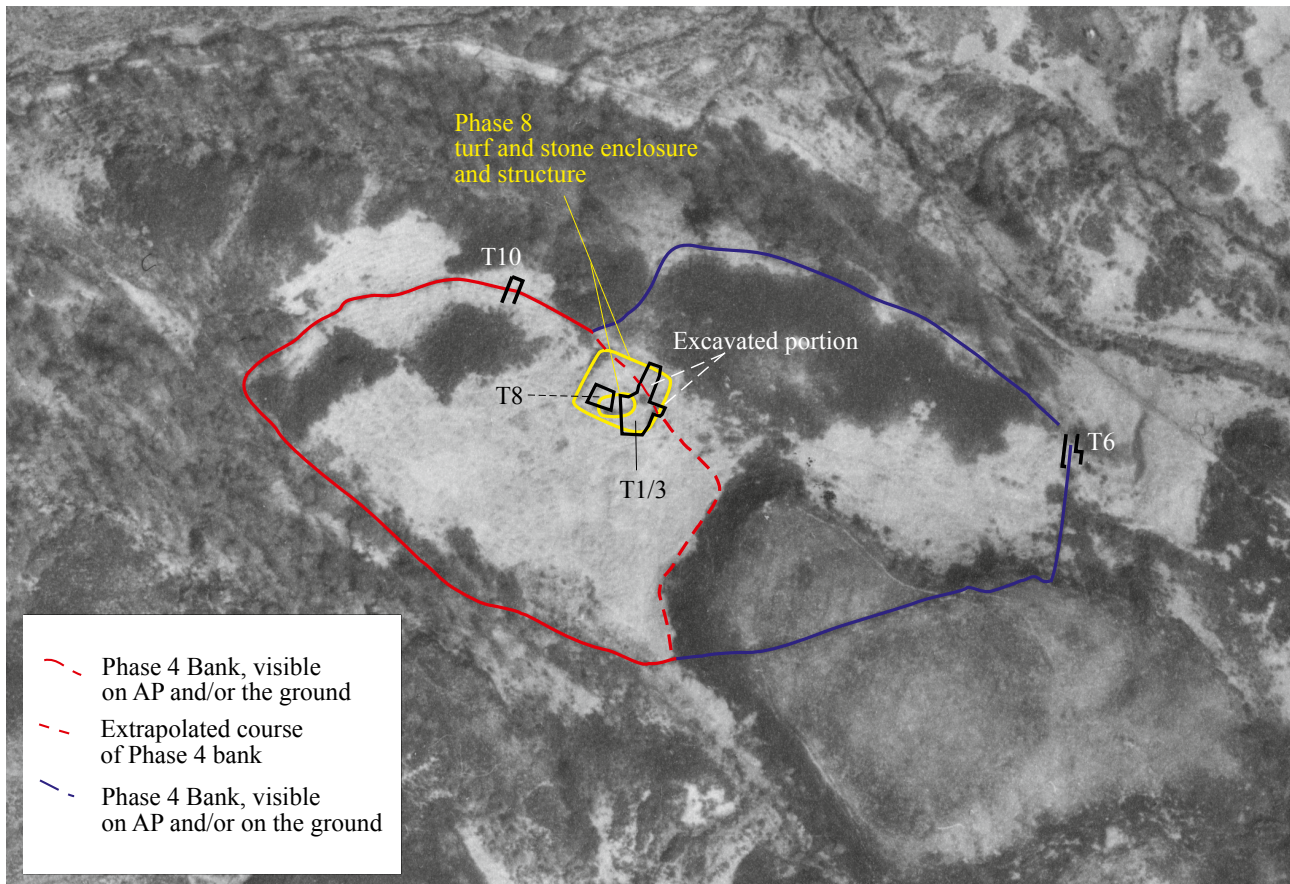 Phase 8
turf and stone enclosure
and structure
T10
Excavated portion
T8
T6
T1/3
Phase 4 Bank, visible
on AP and/or the ground
Extrapolated course
of Phase 4 bank
Phase 4 Bank, visible
on AP and/or on the ground